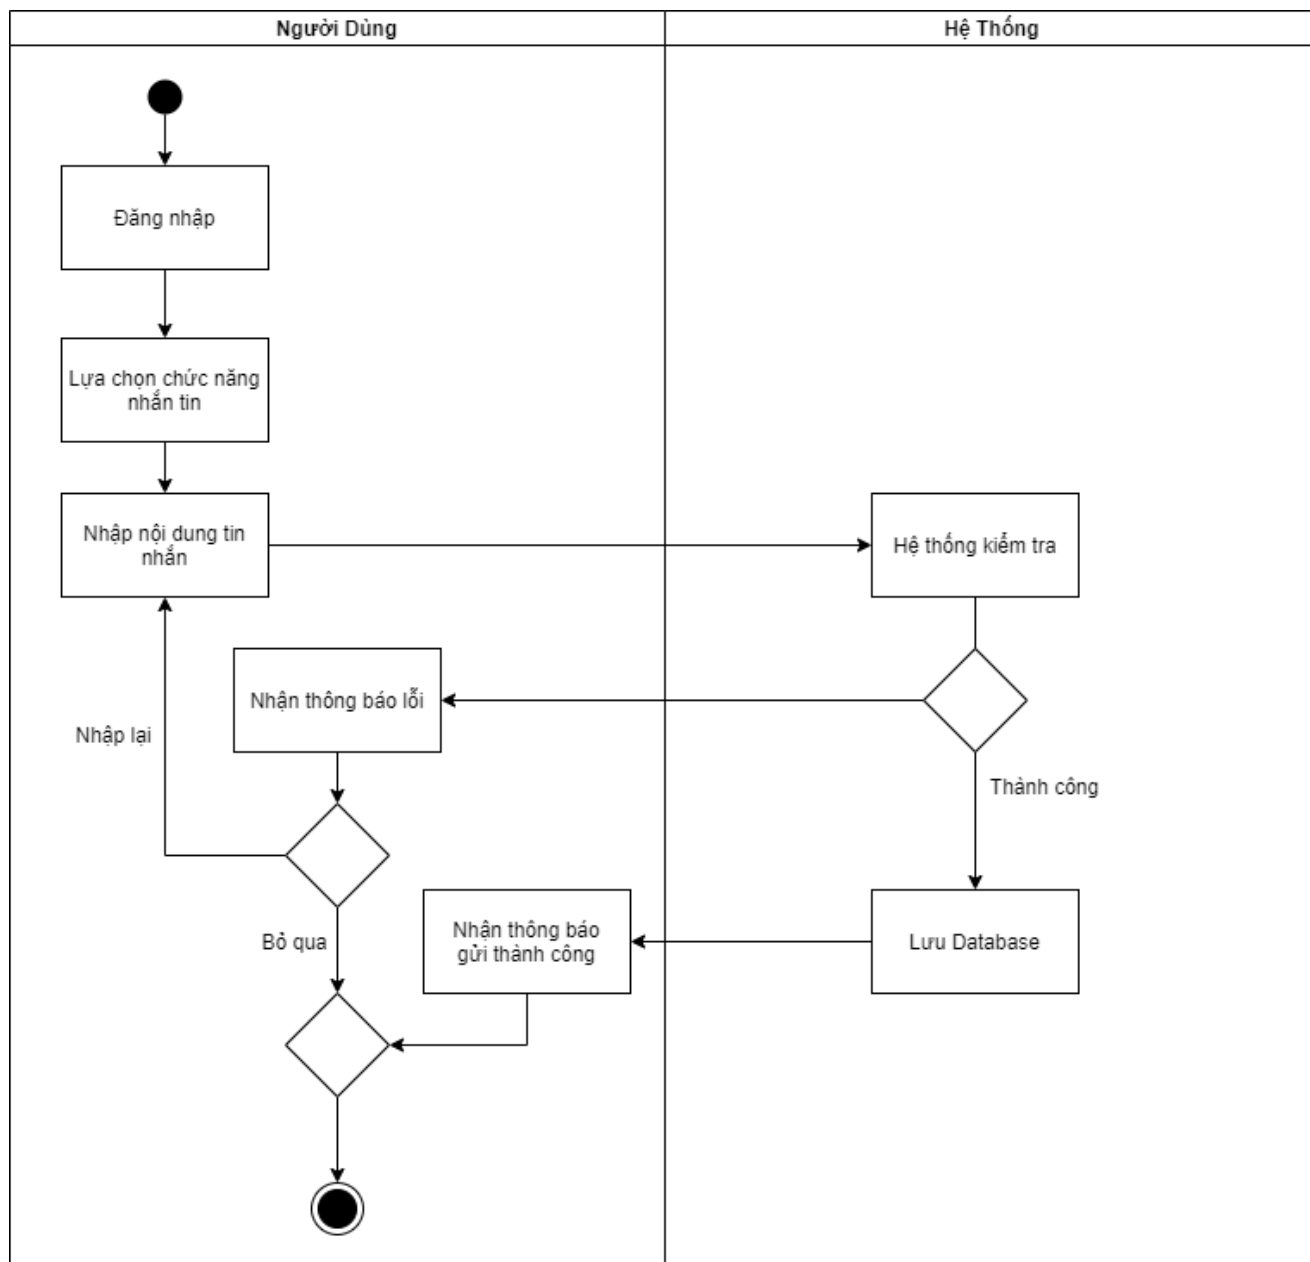 Người Dùng
Hệ Thống
Đăng nhập
Lựa chọn chức năng
nhắn tin
Nhập nội dung tin
nhắn
Hệ thống kiểm tra
Nhận thông báo lỗi
Nhập lại
Thành công
Bỏ qua
Nhận thông báo
gửi thành công
Lưu Database